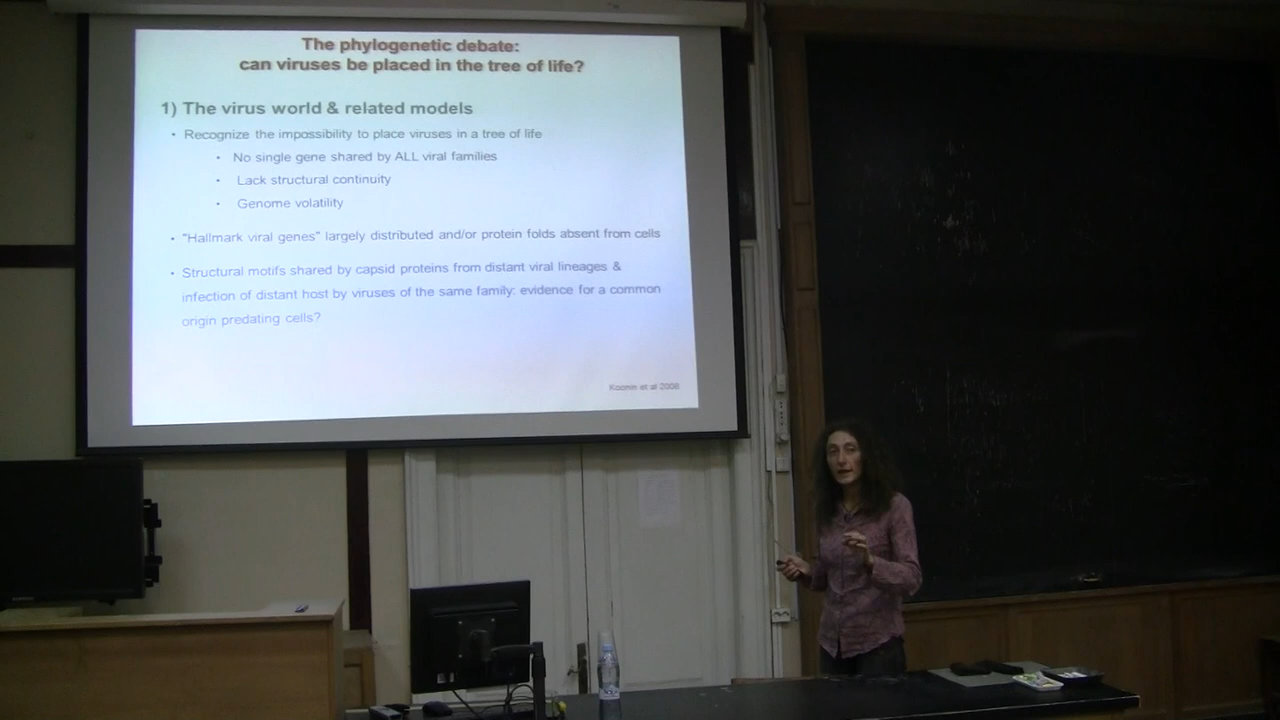 The phylogenetic debate:
can viruses be placed in the tree of life?
1) The virus world & related models
• Recognize the impossibility to place viruses in a tree of life
• No single gene shared by ALL viral families
• Lack structural continuity
• Genome volatility
• "Hallmark viral genes" largely distributed and/or protein folds absent from cells
• Structural motifs shared by capsid proteins from distant viral lineages &
infection of distant host by viruses of the same family: evidence for a common
origin predating cells?
Koonin et al 2008